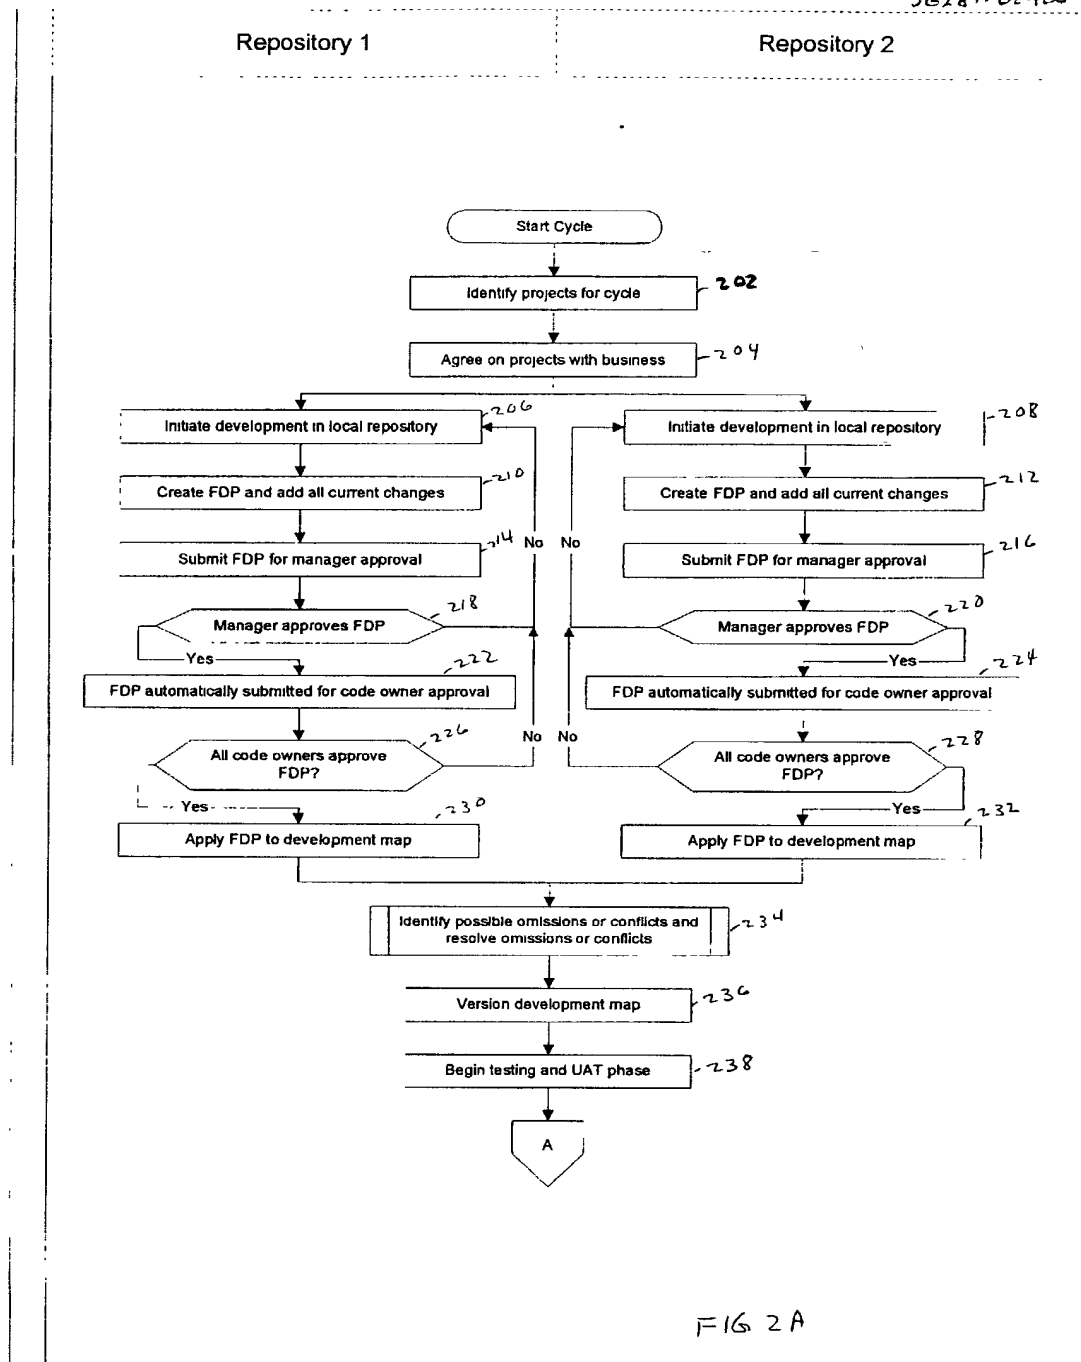 Repository 1
Repository 2
Start Cycle
Identify projects for cycle
202
Agree on projects with business
204
206
208
Initiate development in local repository
Initiate development in local repository
210
212
Create FDP and add all current changes
Create FDP and add all current changes
214
No
No
216
Submit FDP for manager approval
Submit FDP for manager approval
218
220
Manager approves FDP
Manager approves FDP
Yes
222
Yes
224
FDP automatically submitted for code owner approval
FDP automatically submitted for code owner approval
226
No
No
228
All code owners approve
FDP?
All code owners approve
FDP?
Yes
230
Yes
232
Apply FDP to development map
Apply FDP to development map
Identify possible omissions or conflicts and
resolve omissions or conflicts
234
Version development map
236
Begin testing and UAT phase
238
A
FIG 2A